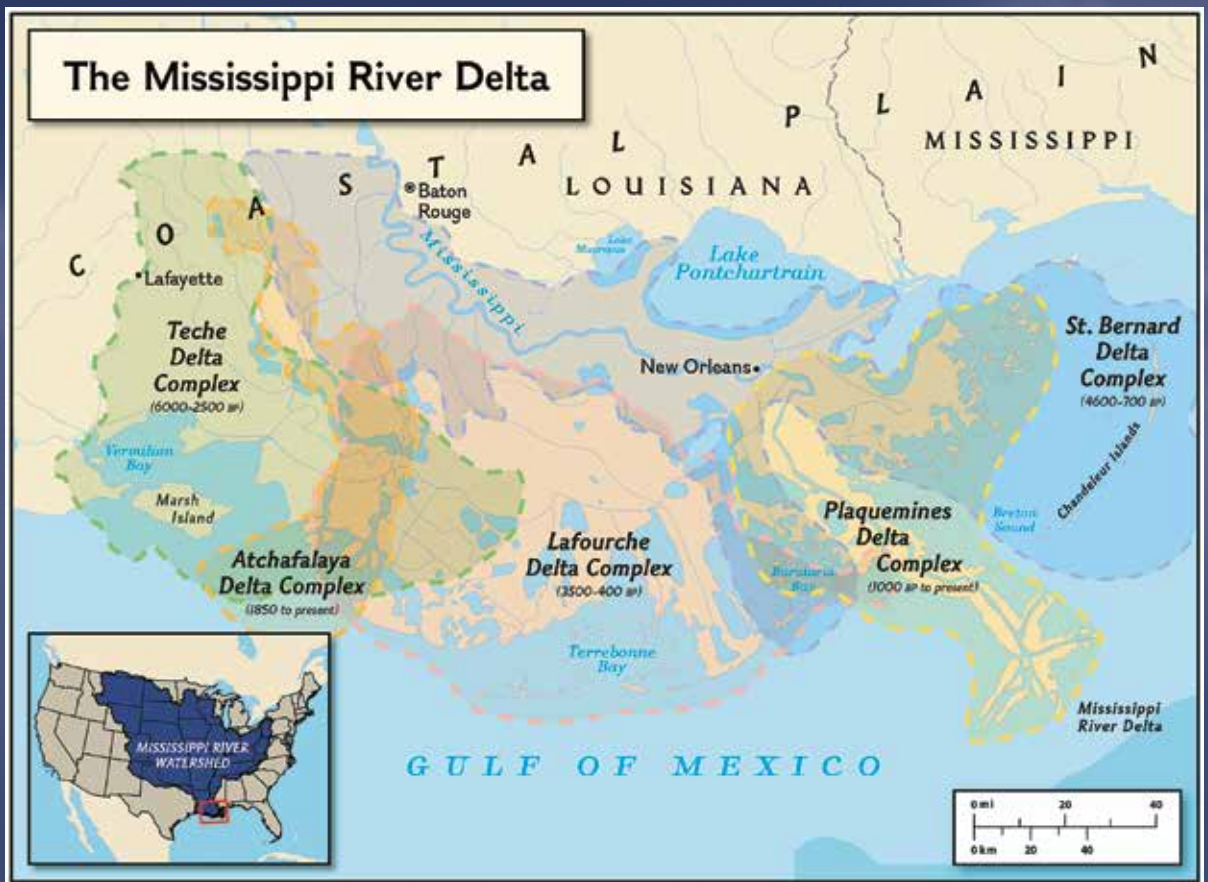 The Mississippi River Delta
COASTAL PLAIN
MISSISSIPPI
LOUISIANA
Baton
Rouge
Mississippi
Lake
Maurepas
Lake
Pontchartrain
Lafayette
New Orleans
Teche
Delta
Complex
(6000-2500 BP)
St. Bernard
Delta
Complex
(4600-700 BP)
Vermilion
Bay
Marsh
Island
Chandeleur Islands
Breton
Sound
Atchafalaya
Delta Complex
(1850 to present)
Lafourche
Delta Complex
(3500-400 BP)
Plaquemines
Delta
Complex
(1000 BP to present)
Barataria
Bay
Terrebonne
Bay
Mississippi
River Delta
GULF OF MEXICO
MISSISSIPPI RIVER
WATERSHED
0 mi 20 40
0 km 20 40